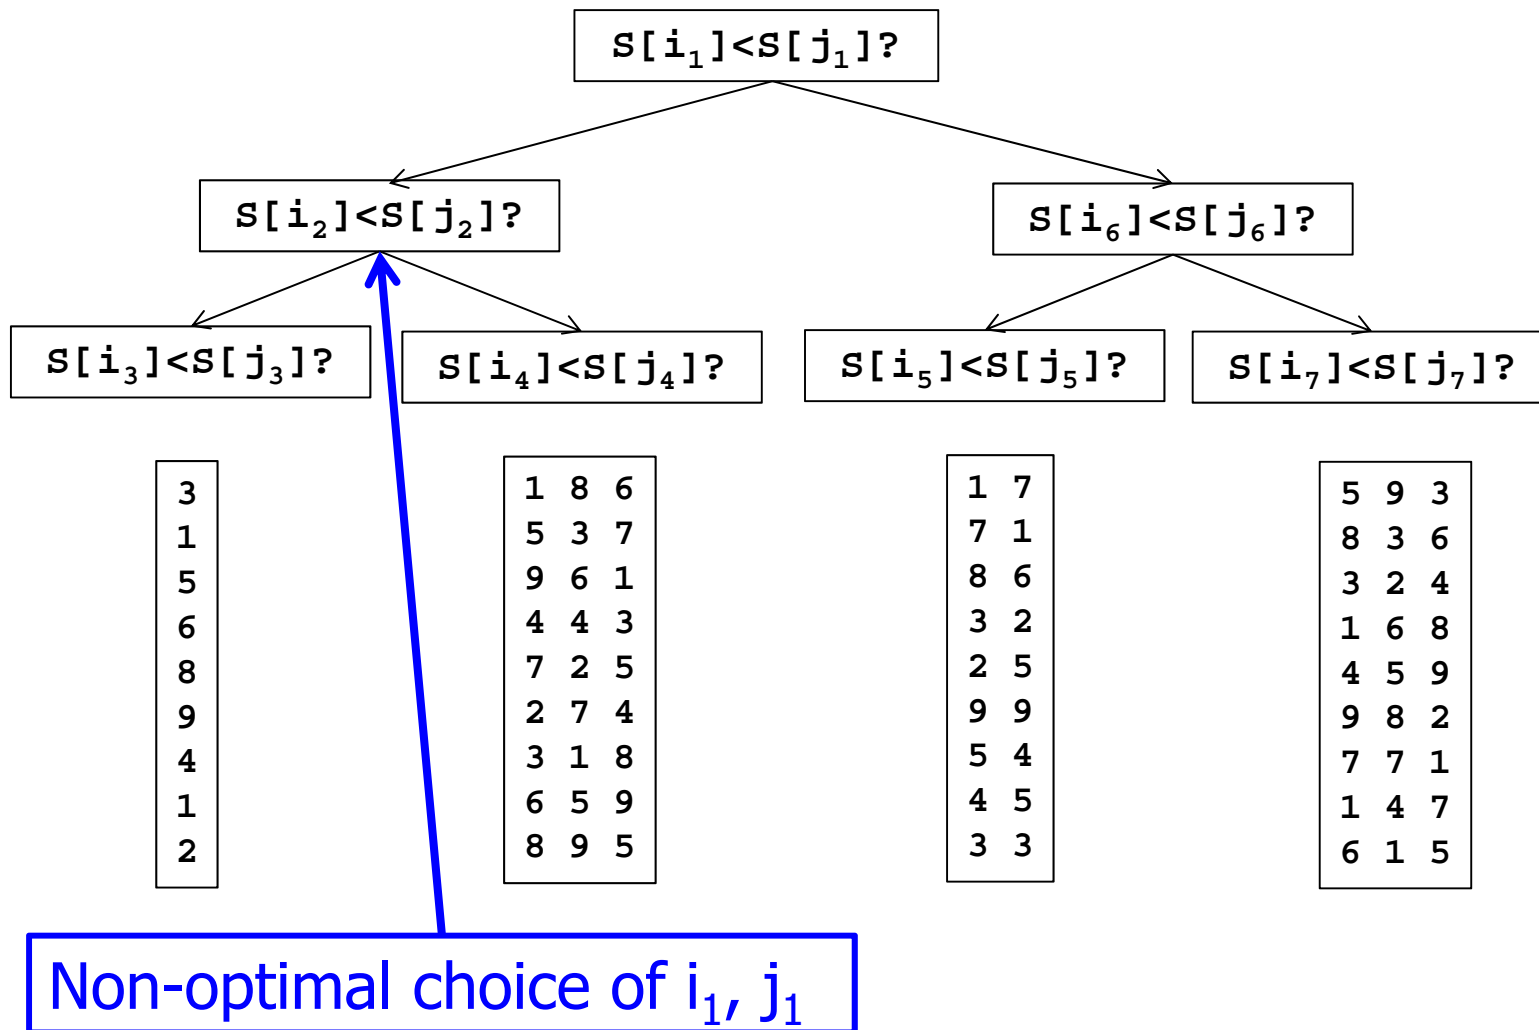 S[i₁]<S[j₁]?
S[i₂]<S[j₂]?
S[i₆]<S[j₆]?
S[i₃]<S[j₃]?
S[i₄]<S[j₄]?
S[i₅]<S[j₅]?
S[i₇]<S[j₇]?
3
1
5
6
8
9
4
1
2
1 8 6
5 3 7
9 6 1
4 4 3
7 2 5
2 7 4
3 1 8
6 5 9
8 9 5
1 7
7 1
8 6
3 2
2 5
9 9
5 4
4 5
3 3
5 9 3
8 3 6
3 2 4
1 6 8
4 5 9
9 8 2
7 7 1
1 4 7
6 1 5
Non-optimal choice of i₁, j₁